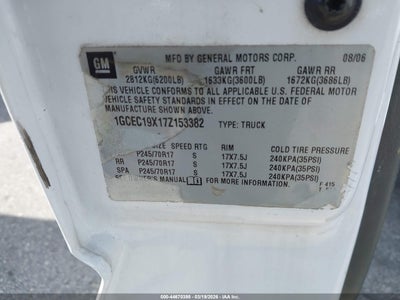 GM
MFD BY GENERAL MOTORS CORP. 08/06
GVWR GAWR FRT GAWR RR
2812KG(6200LB) 1633KG(3600LB) 1672KG(3686LB)
THIS VEHICLE CONFORMS TO ALL APPLICABLE
U.S. FEDERAL MOTOR
VEHICLE SAFETY STANDARDS IN EFFECT ON THE DATE OF
MANUFACTURE SHOWN ABOVE.
1GCEC19X17Z153382 TYPE: TRUCK
SIZE SPEED RTG RIM COLD TIRE PRESSURE
P245/70R17 S 17X7.5J 240KPA(35PSI)
RR P245/70R17 S 17X7.5J 240KPA(35PSI)
SPA P245/70R17 S 17X7.5J 240KPA(35PSI)
MANUAL FOR MORE INFORMATION.